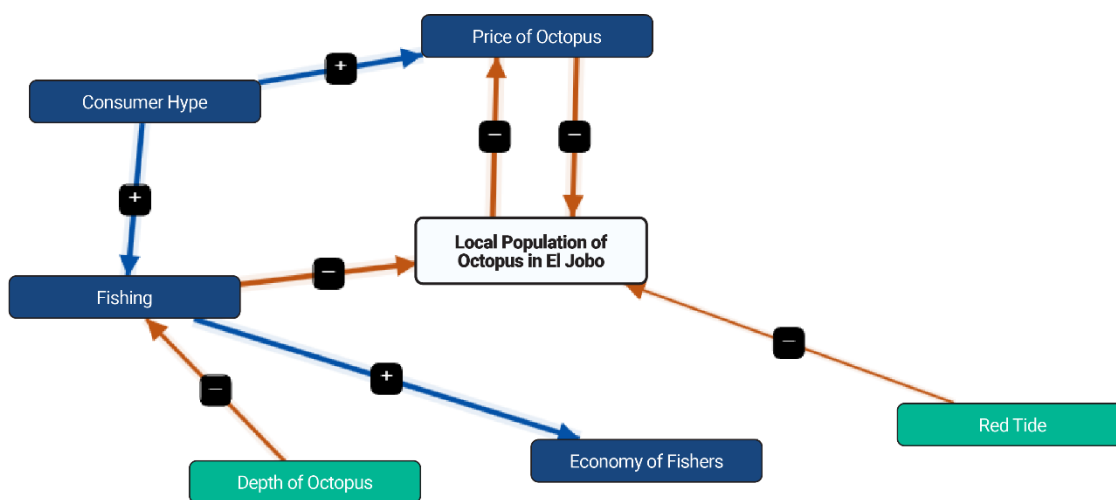 Price of Octopus
+
Consumer Hype
–
–
+
Local Population of
Octopus in El Jobo
–
Fishing
–
+
–
Red Tide
Economy of Fishers
Depth of Octopus